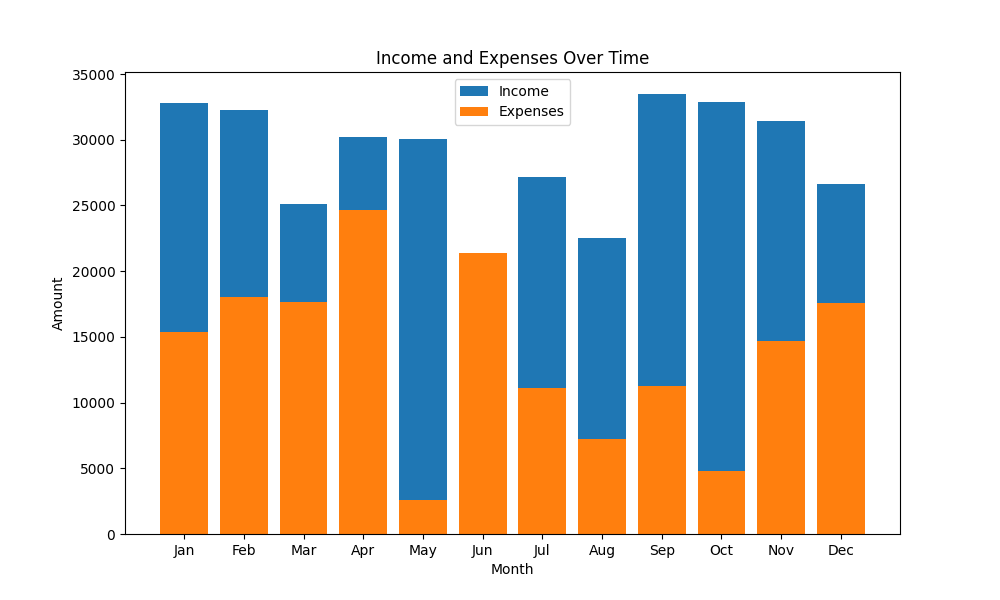 Income and Expenses Over Time
Income
Expenses
Amount
35000
30000
25000
20000
15000
10000
5000
0
Jan Feb Mar Apr May Jun Jul Aug Sep Oct Nov Dec
Month